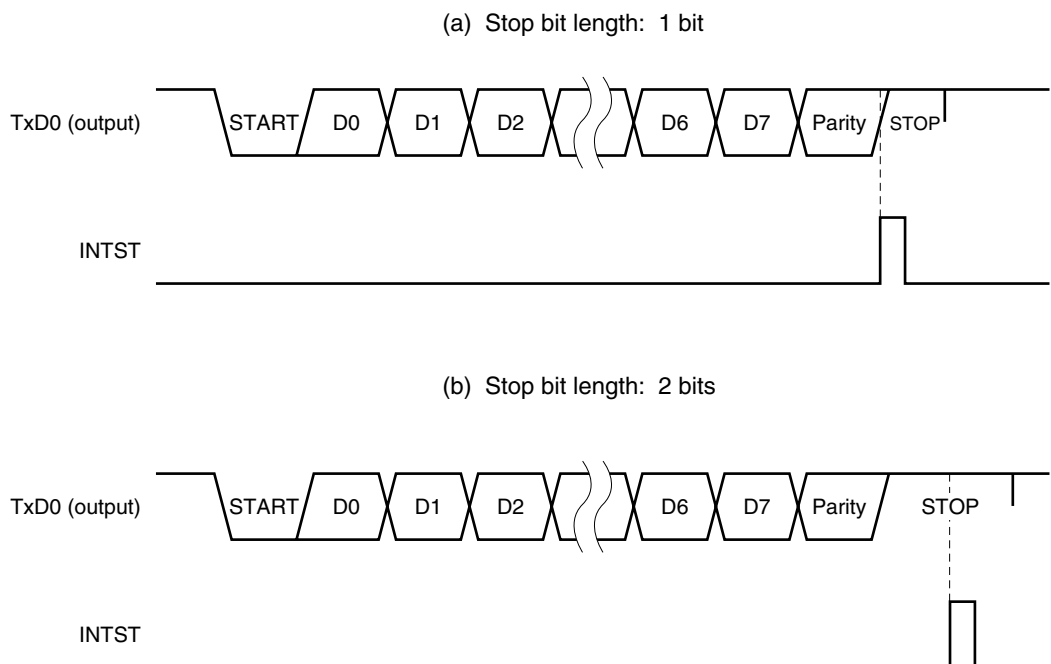 (a) Stop bit length: 1 bit
TxD0 (output) START D0 D1 D2 D6 D7 Parity STOP
INTST
(b) Stop bit length: 2 bits
TxD0 (output) START D0 D1 D2 D6 D7 Parity STOP
INTST